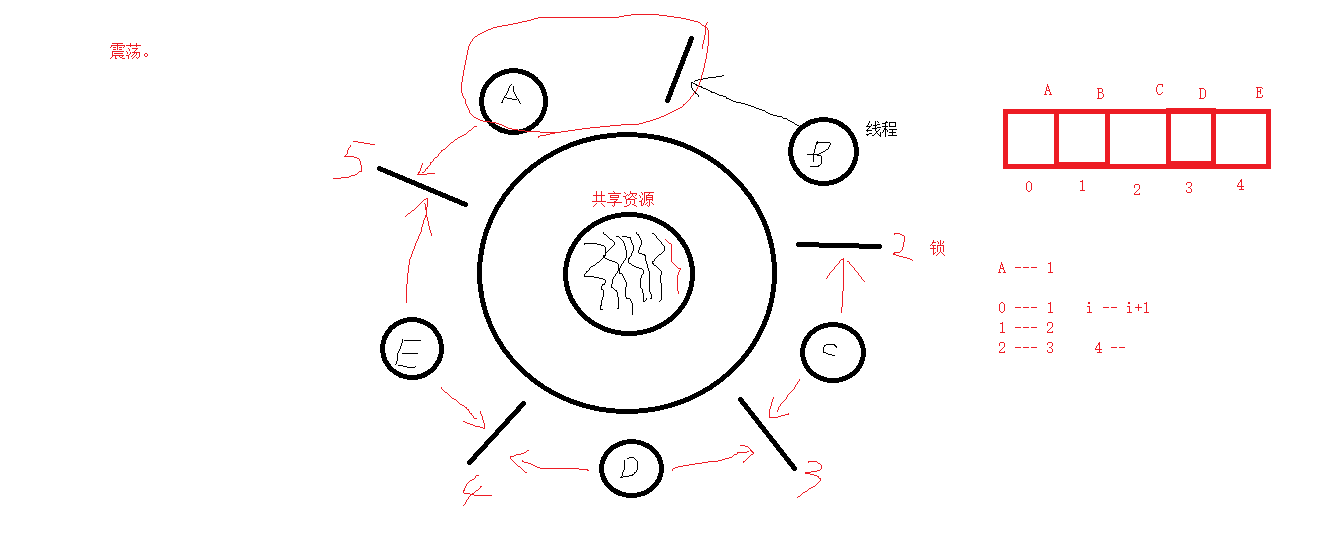 震荡。
A
B
线程
5
共享资源
2 锁
E
C
D
4
3
A B C D E
0 1 2 3 4
A --- 1
0 --- 1 i -- i+1
1 --- 2
2 --- 3 4 --